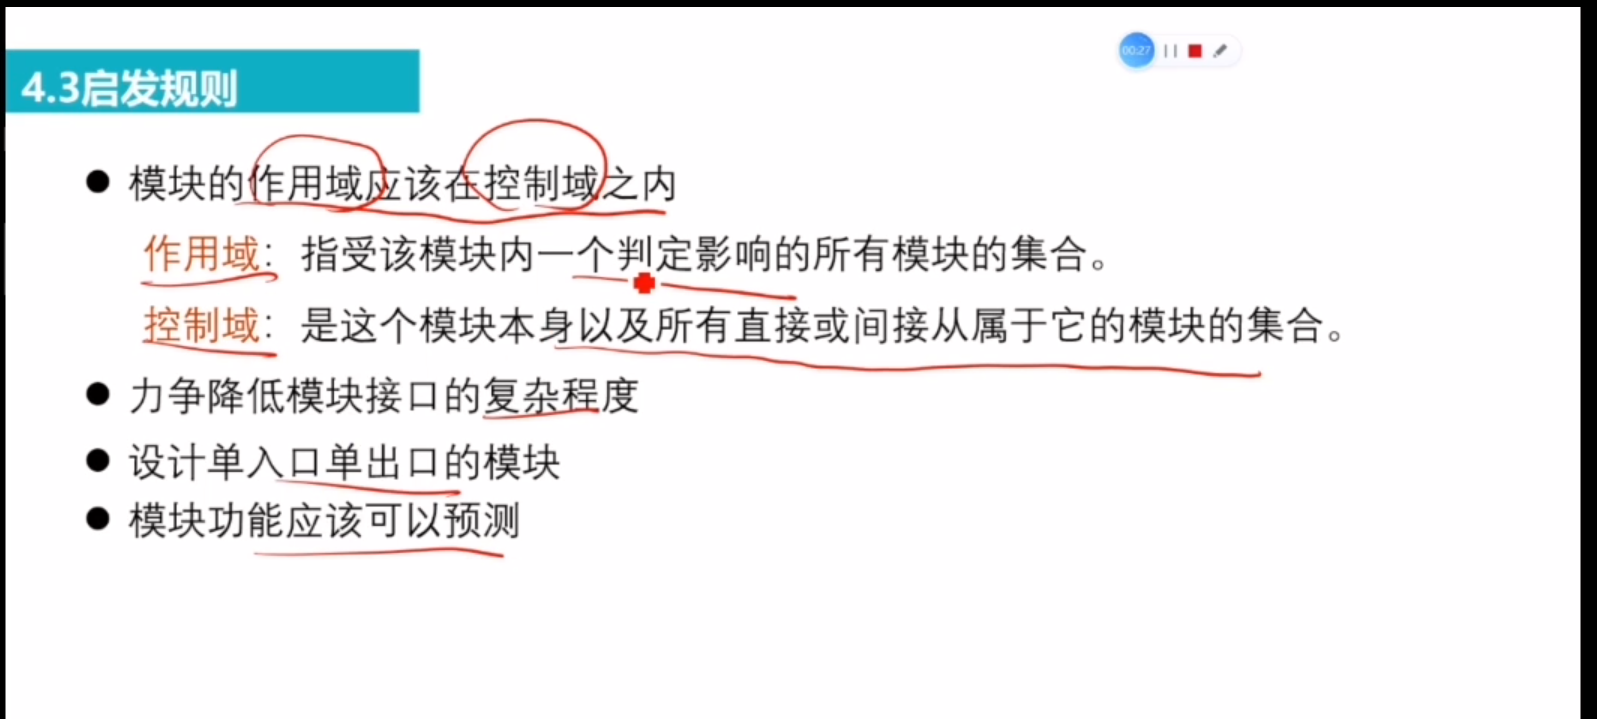 00:27
4.3启发规则
● 模块的作用域应该在控制域之内
作用域：指受该模块内一个判定影响的所有模块的集合。
控制域：是这个模块本身以及所有直接或间接从属于它的模块的集合。
● 力争降低模块接口的复杂程度
● 设计单入口单出口的模块
● 模块功能应该可以预测